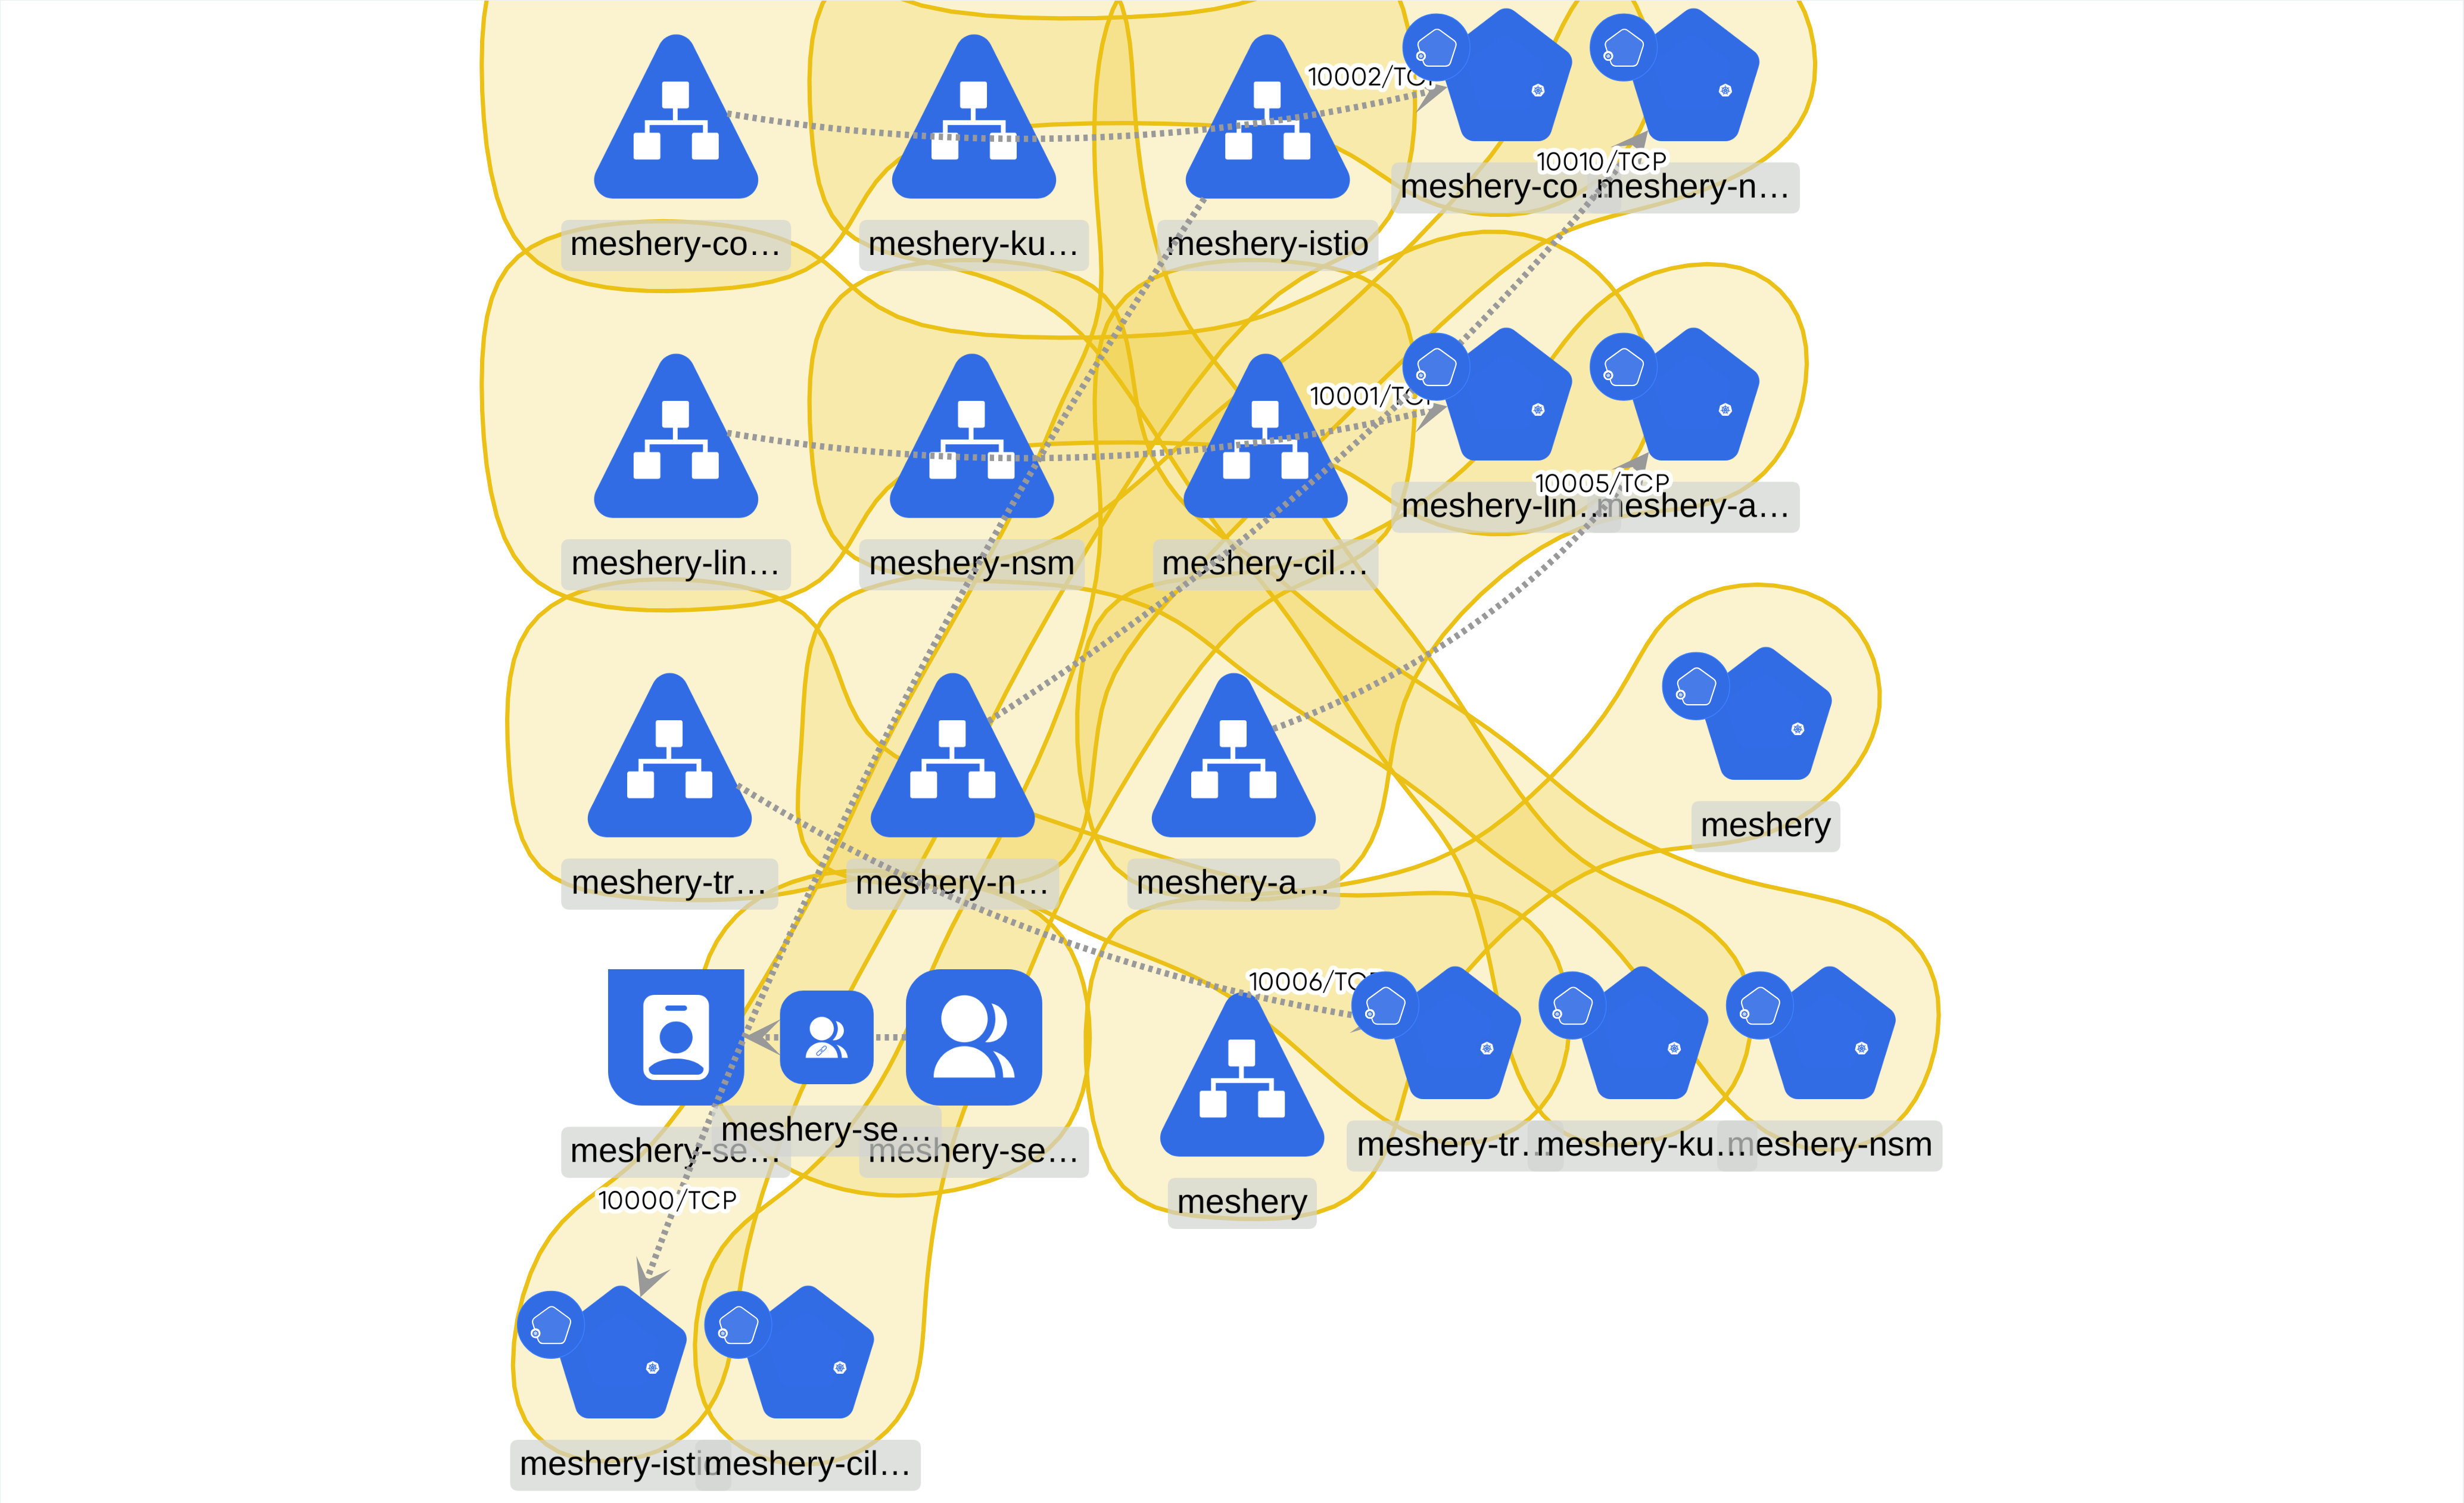 10002/TCP
10010/TCP
meshery-co…
meshery-n…
meshery-co…
meshery-ku…
meshery-istio
10001/TCP
10005/TCP
meshery-lin…
meshery-a…
meshery-lin…
meshery-nsm
meshery-cil…
meshery
meshery-tr…
meshery-n…
meshery-a…
10006/TCP
meshery-se…
meshery-se…
meshery-se…
meshery-tr…
meshery-ku…
meshery-nsm
10000/TCP
meshery
meshery-istio
meshery-cil…